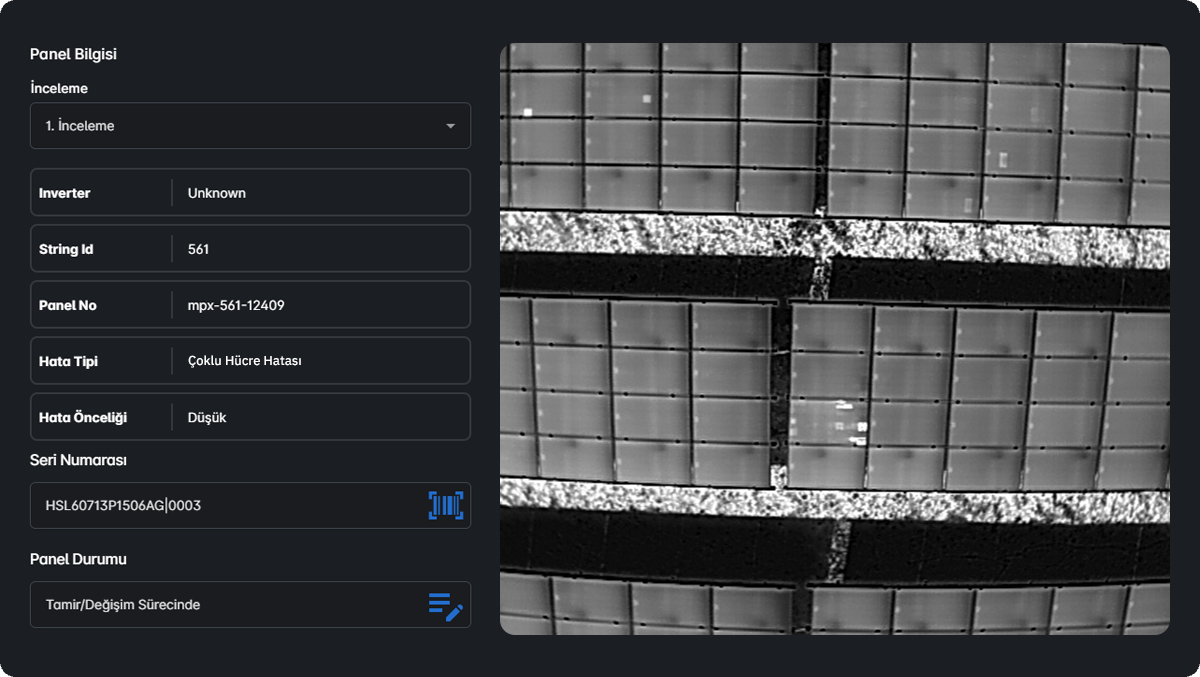 Panel Bilgisi
İnceleme
1. İnceleme
Inverter Unknown
String Id 561
Panel No mpx-561-12409
Hata Tipi Çoklu Hücre Hatası
Hata Önceliği Düşük
Seri Numarası
HSL60713P1506AG|0003
Panel Durumu
Tamir/Değişim Sürecinde